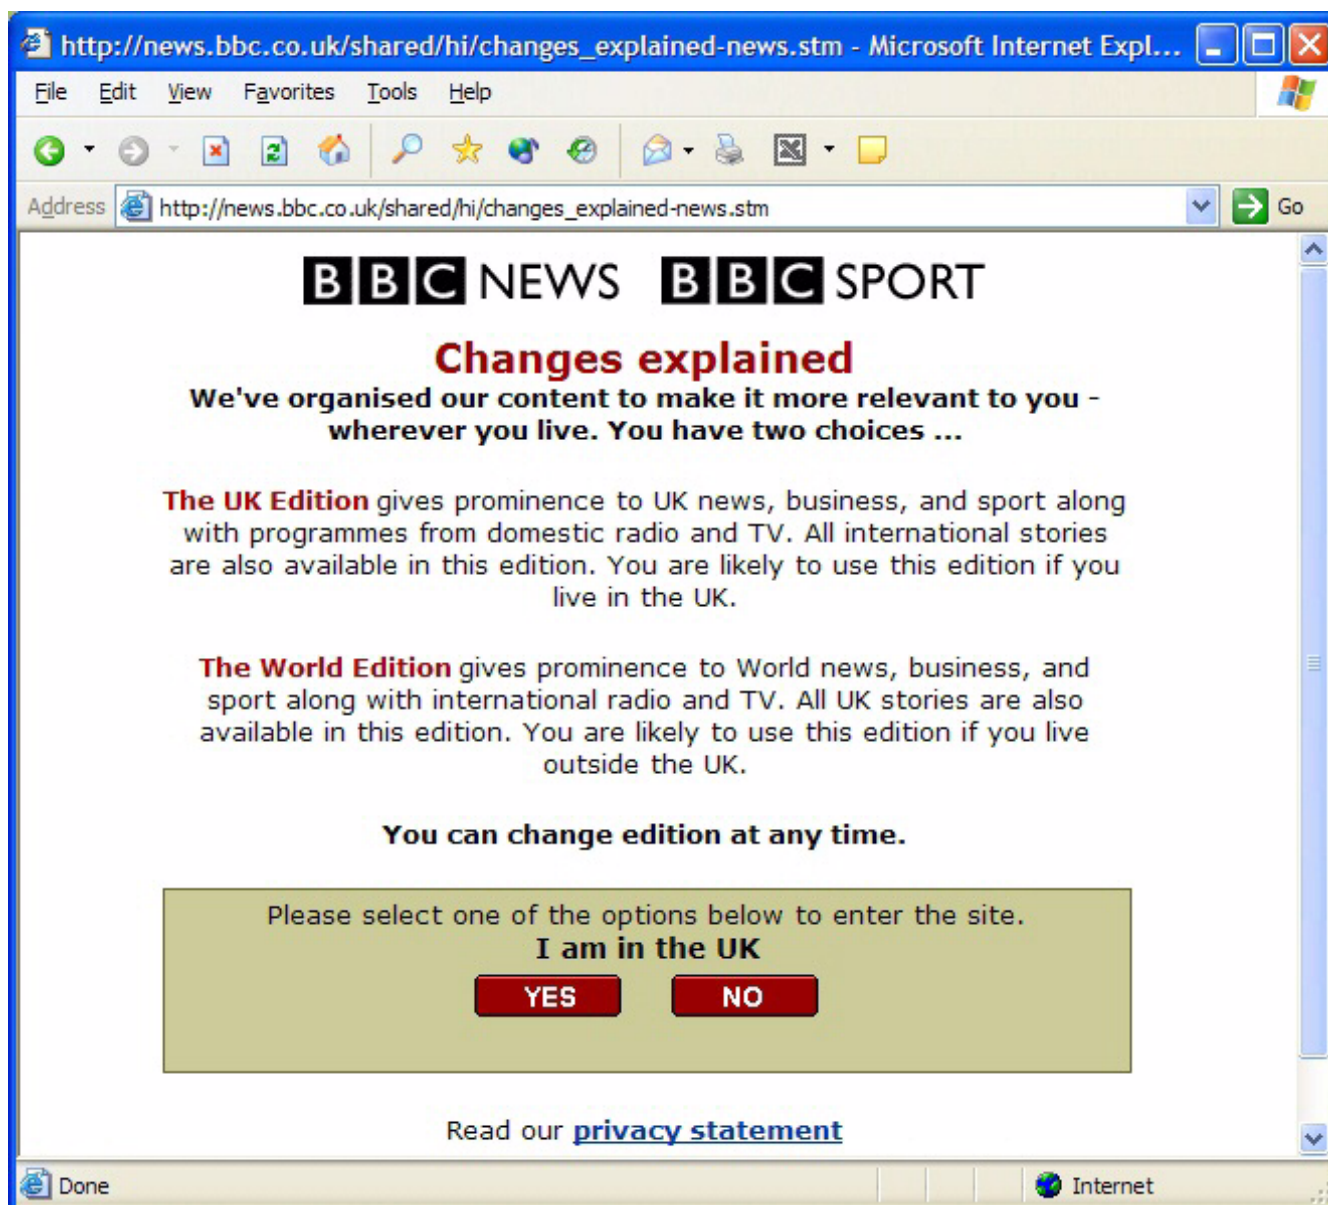 http://news.bbc.co.uk/shared/hi/changes_explained-news.stm - Microsoft Internet Expl...
File Edit View Favorites Tools Help
Address http://news.bbc.co.uk/shared/hi/changes_explained-news.stm Go
BBC NEWS BBC SPORT
Changes explained
We've organised our content to make it more relevant to you -
wherever you live. You have two choices ...
The UK Edition gives prominence to UK news, business, and sport along
with programmes from domestic radio and TV. All international stories
are also available in this edition. You are likely to use this edition if you
live in the UK.
The World Edition gives prominence to World news, business, and
sport along with international radio and TV. All UK stories are also
available in this edition. You are likely to use this edition if you live
outside the UK.
You can change edition at any time.
Please select one of the options below to enter the site.
I am in the UK
YES NO
Read our privacy statement
Done Internet